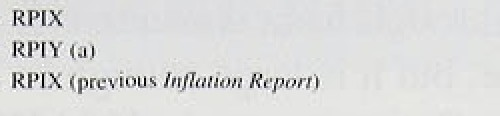 RPIX
RPIY (a)
RPIX (previous Inflation Report)